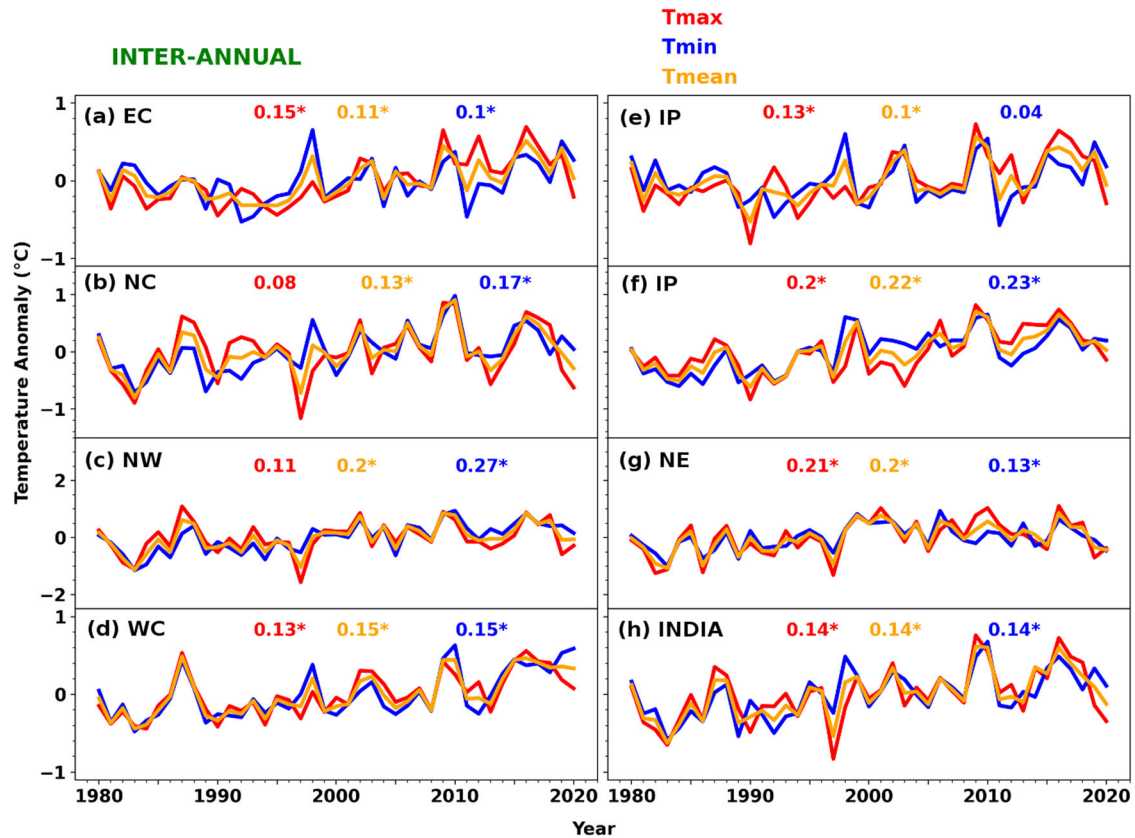 INTER-ANNUAL
Tmax
Tmin
Tmean
(a) EC 0.15* 0.11* 0.1*
1
0
−1
(e) IP 0.13* 0.1* 0.04
(b) NC 0.08 0.13* 0.17*
1
0
−1
(f) IP 0.2* 0.22* 0.23*
(c) NW 0.11 0.2* 0.27*
2
0
−2
(g) NE 0.21* 0.2* 0.13*
(d) WC 0.13* 0.15* 0.15*
1
0
−1
(h) INDIA 0.14* 0.14* 0.14*
Temperature Anomaly (°C)
1980 1990 2000 2010 2020
1980 1990 2000 2010 2020
Year